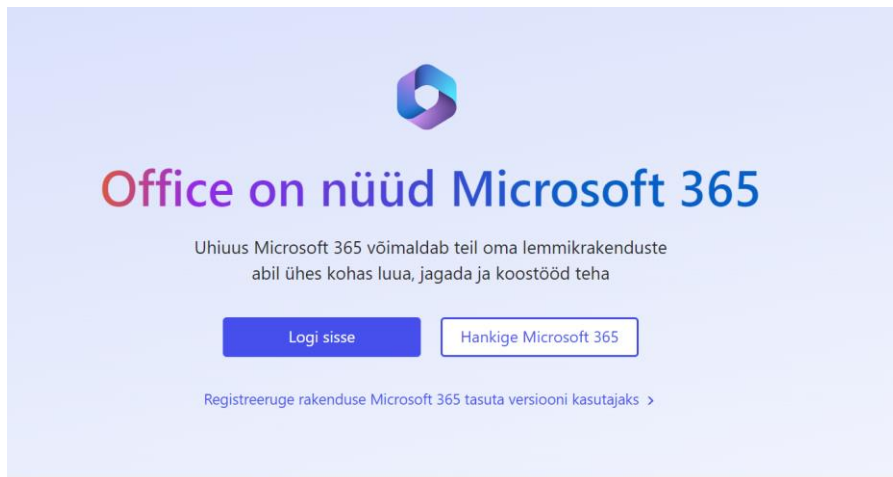 Office on nüüd Microsoft 365
Uhiuus Microsoft 365 võimaldab teil oma lemmikrakenduste
abil ühes kohas luua, jagada ja koostööd teha
Logi sisse
Hankige Microsoft 365
Registreeruge rakenduse Microsoft 365 tasuta versiooni kasutajaks >